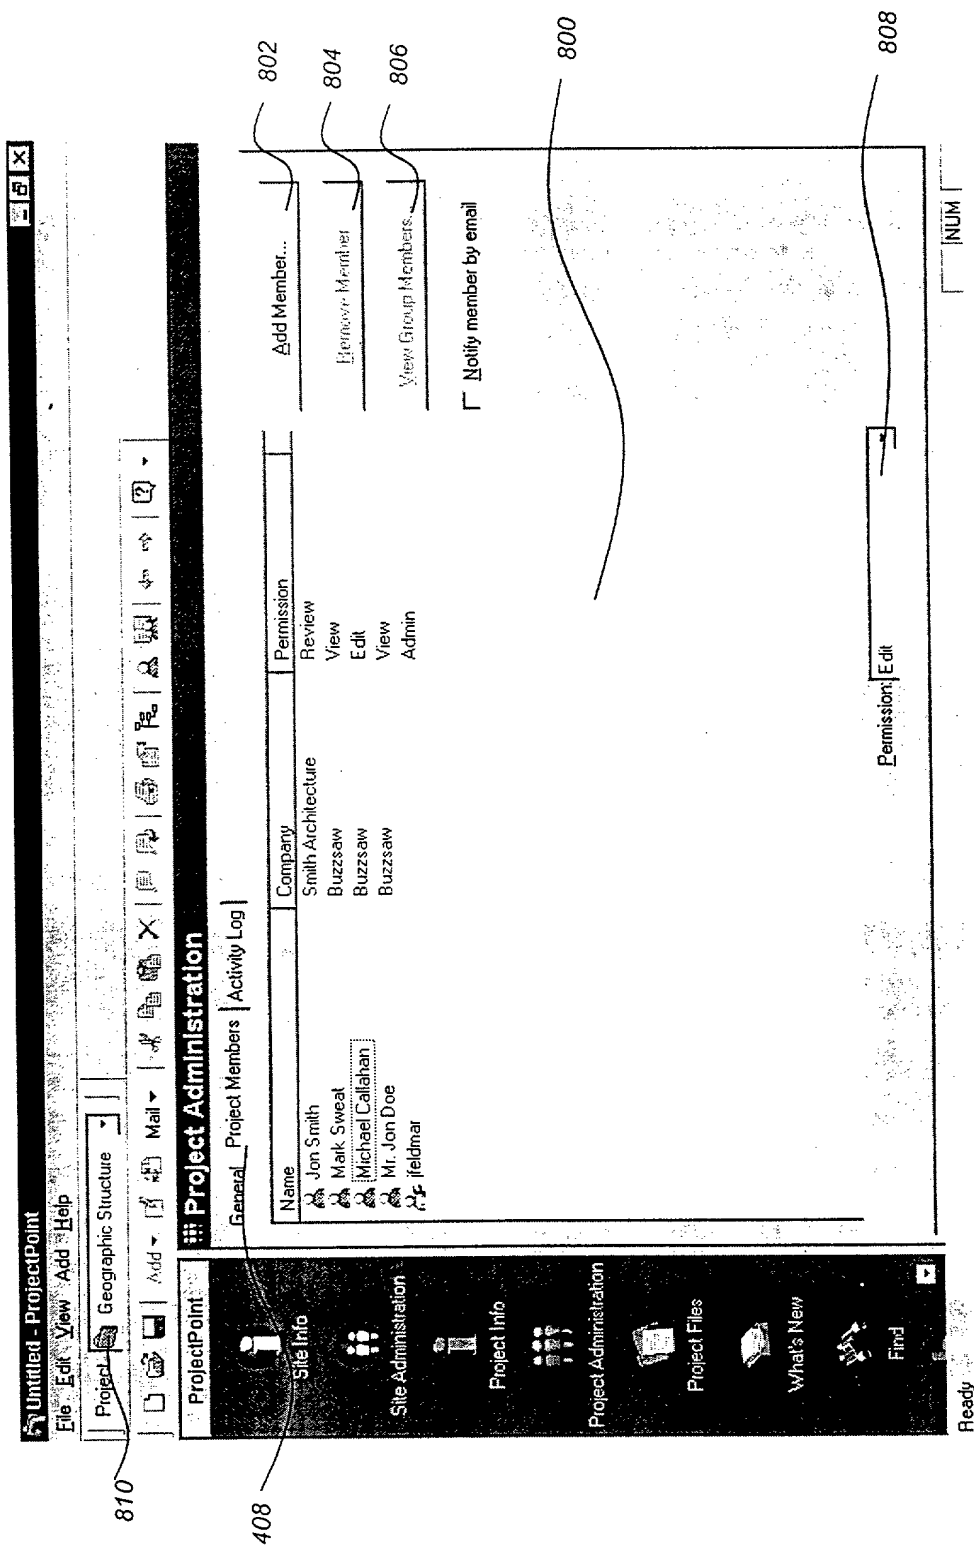 Untitled - ProjectPoint
File Edit View Add Help
Project Geographic Structure
Add Mail
ProjectPoint
Site Info
Site Administration
Project Info
Project Administration
Project Files
What's New
Find
Project Administration
General Project Members Activity Log
Name Company Permission
Jon Smith Smith Architecture Review
Mark Sweat Buzzsaw View
Michael Callahan Buzzsaw Edit
Mr. Jon Doe Buzzsaw View
jfeldmar Admin
Add Member...
Remove Member
View Group Members...
Notify member by email
Permission: Edit
Ready NUM
802
804
806
800
808
810
408